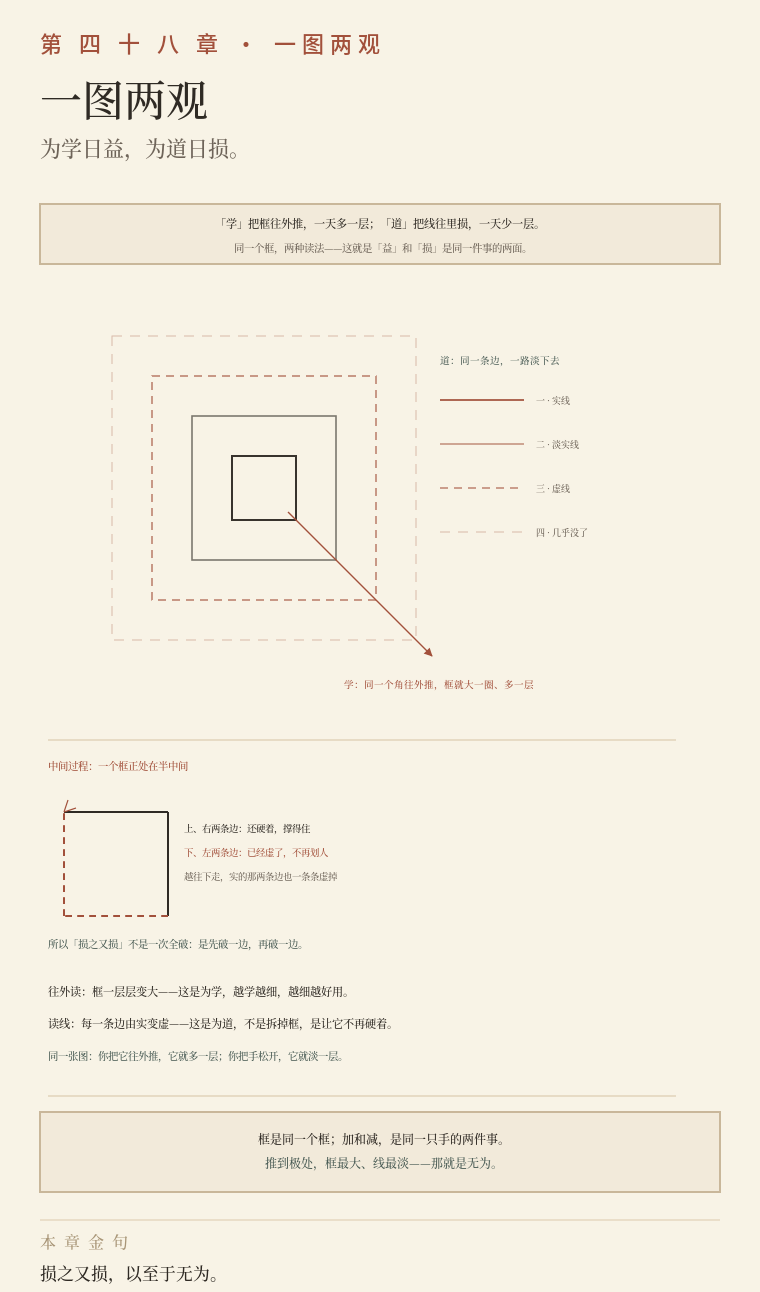 第四十八章·一图两观
一图两观
为学日益，为道日损。
「学」把框往外推，一天多一层；「道」把线往里损，一天少一层。
同一个框，两种读法——这就是「益」和「损」是同一件事的两面。
道：同一条边，一路淡下去
一 · 实线
二 · 淡实线
三 · 虚线
四 · 几乎没了
学：同一个角往外推，框就大一圈、多一层
中间过程：一个框正处在半中间
上、右两条边：还硬着，撑得住
下、左两条边：已经虚了，不再划人
越往下走，实的那两条边也一条条虚掉
所以「损之又损」不是一次全破：是先破一边，再破一边。
往外读：框一层层变大——这是为学，越学越细，越细越好用。
读线：每一条边由实变虚——这是为道，不是拆掉框，是让它不再硬着。
同一张图：你把它往外推，它就多一层；你把手松开，它就淡一层。
框是同一个框；加和减，是同一只手的两件事。
推到极处，框最大、线最淡——那就是无为。
本章金句
损之又损，以至于无为。